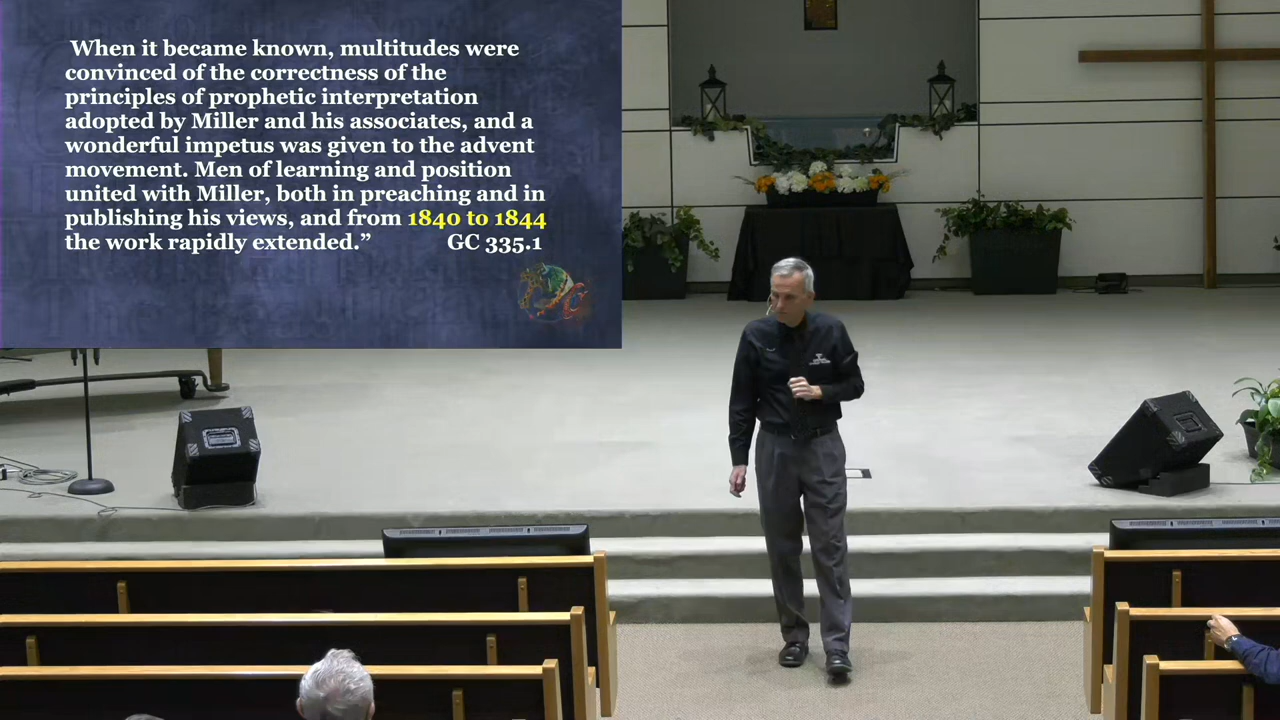 When it became known, multitudes were
convinced of the correctness of the
principles of prophetic interpretation
adopted by Miller and his associates, and a
wonderful impetus was given to the advent
movement. Men of learning and position
united with Miller, both in preaching and in
publishing his views, and from 1840 to 1844
the work rapidly extended.” GC 335.1